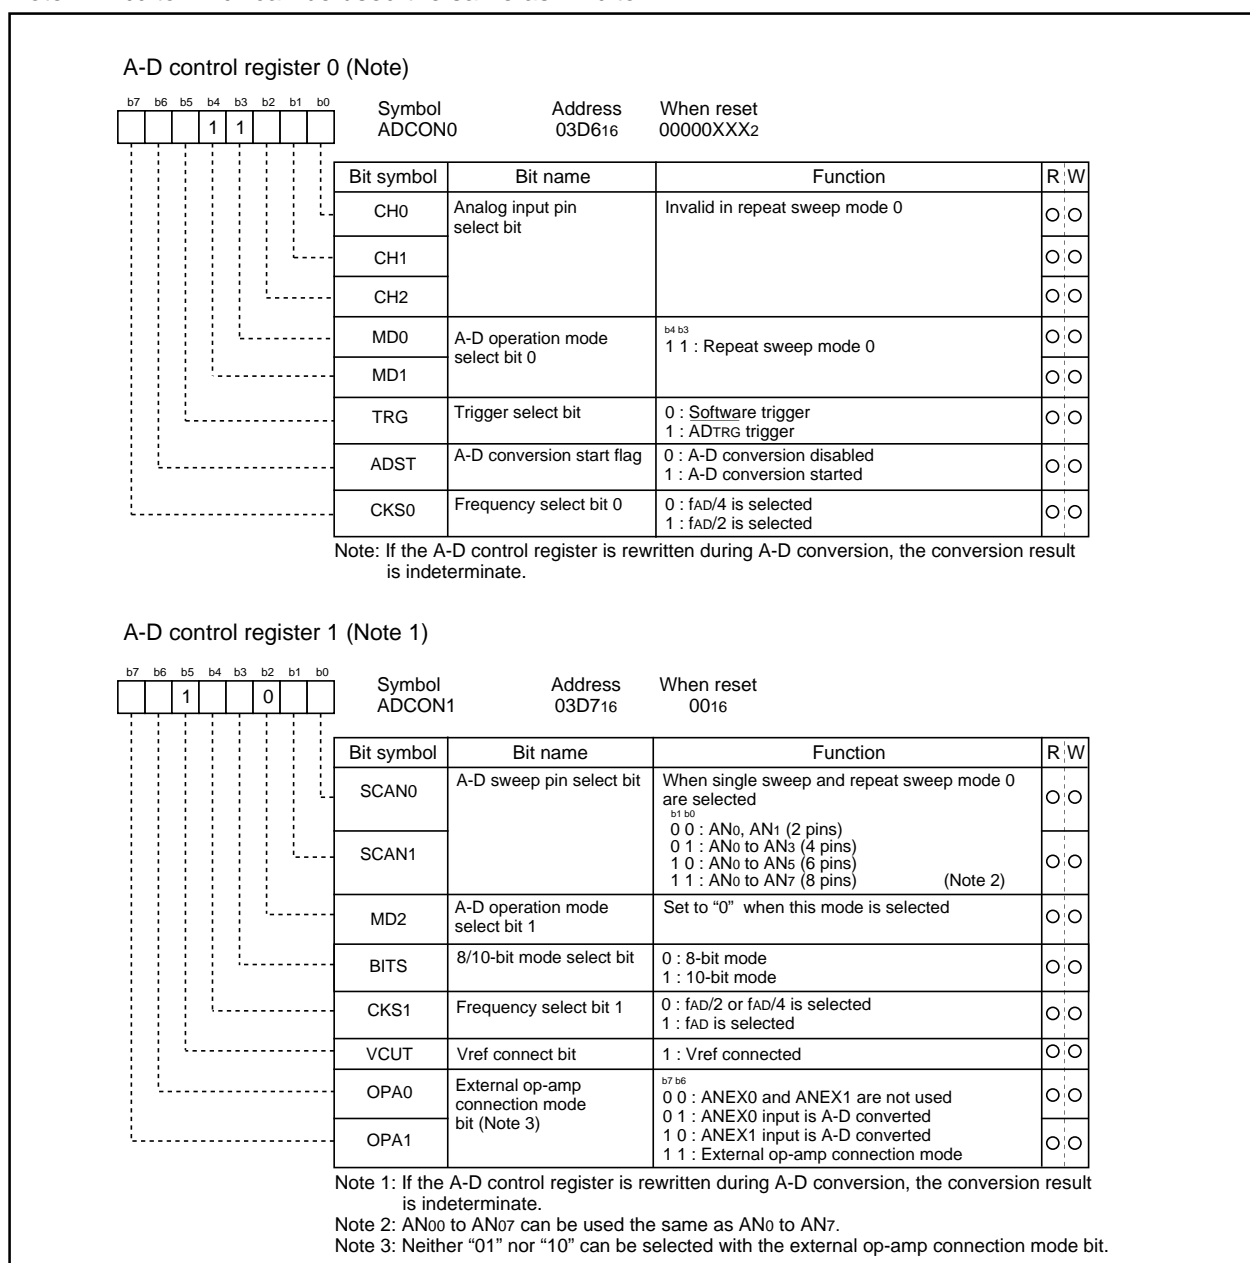 A-D control register 0 (Note)
b7 b6 b5 b4 b3 b2 b1 b0
1 1
Symbol Address When reset
ADCON0 03D616 00000XXX2
Bit symbol Bit name Function R W
CH0 Analog input pin select bit Invalid in repeat sweep mode 0
CH1
CH2
MD0 A-D operation mode select bit 0 b4 b3
1 1 : Repeat sweep mode 0
MD1
TRG Trigger select bit 0 : Software trigger
1 : ADTRG trigger
ADST A-D conversion start flag 0 : A-D conversion disabled
1 : A-D conversion started
CKS0 Frequency select bit 0 0 : fAD/4 is selected
1 : fAD/2 is selected
Note: If the A-D control register is rewritten during A-D conversion, the conversion result
is indeterminate.
A-D control register 1 (Note 1)
b7 b6 b5 b4 b3 b2 b1 b0
1 0
Symbol Address When reset
ADCON1 03D716 0016
Bit symbol Bit name Function R W
SCAN0 A-D sweep pin select bit When single sweep and repeat sweep mode 0
are selected
b1 b0
0 0 : AN0, AN1 (2 pins)
0 1 : AN0 to AN3 (4 pins)
SCAN1
1 0 : AN0 to AN5 (6 pins)
1 1 : AN0 to AN7 (8 pins) (Note 2)
MD2 A-D operation mode select bit 1 Set to “0” when this mode is selected
BITS 8/10-bit mode select bit 0 : 8-bit mode
1 : 10-bit mode
CKS1 Frequency select bit 1 0 : fAD/2 or fAD/4 is selected
1 : fAD is selected
VCUT Vref connect bit 1 : Vref connected
OPA0 External op-amp connection mode bit (Note 3) b7 b6
0 0 : ANEX0 and ANEX1 are not used
0 1 : ANEX0 input is A-D converted
OPA1
1 0 : ANEX1 input is A-D converted
1 1 : External op-amp connection mode
Note 1: If the A-D control register is rewritten during A-D conversion, the conversion result
is indeterminate.
Note 2: AN00 to AN07 can be used the same as AN0 to AN7.
Note 3: Neither “01” nor “10” can be selected with the external op-amp connection mode bit.